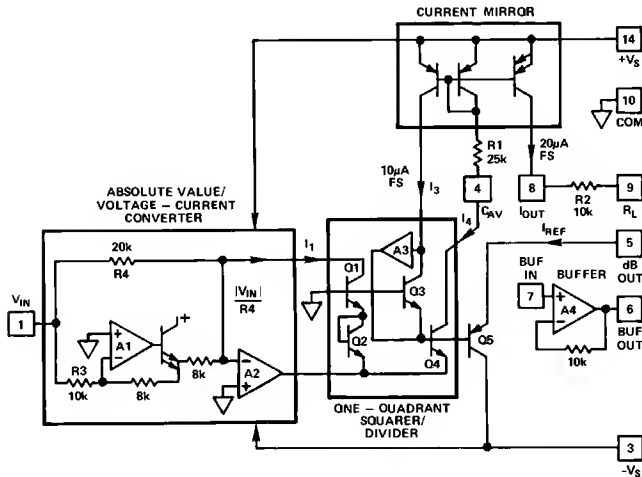 CURRENT MIRROR
14
+VS
10
COM
R1
25k
20µA
FS
10µA
FS
I3
4
CAV
8
IOUT
R2
10k
9
RL
ABSOLUTE VALUE/
VOLTAGE – CURRENT
CONVERTER
I4
IREF
5
dB
OUT
20k
R4
I1
A3
Q1
|VIN|
R4
Q3
BUF
IN
BUFFER
7
+
–
A4
6
BUF
OUT
10k
VIN
1
+
+
–
A1
8k
Q2
Q4
Q5
R3
10k
8k
–
+
A2
ONE – QUADRANT
SQUARER/
DIVIDER
3
–VS